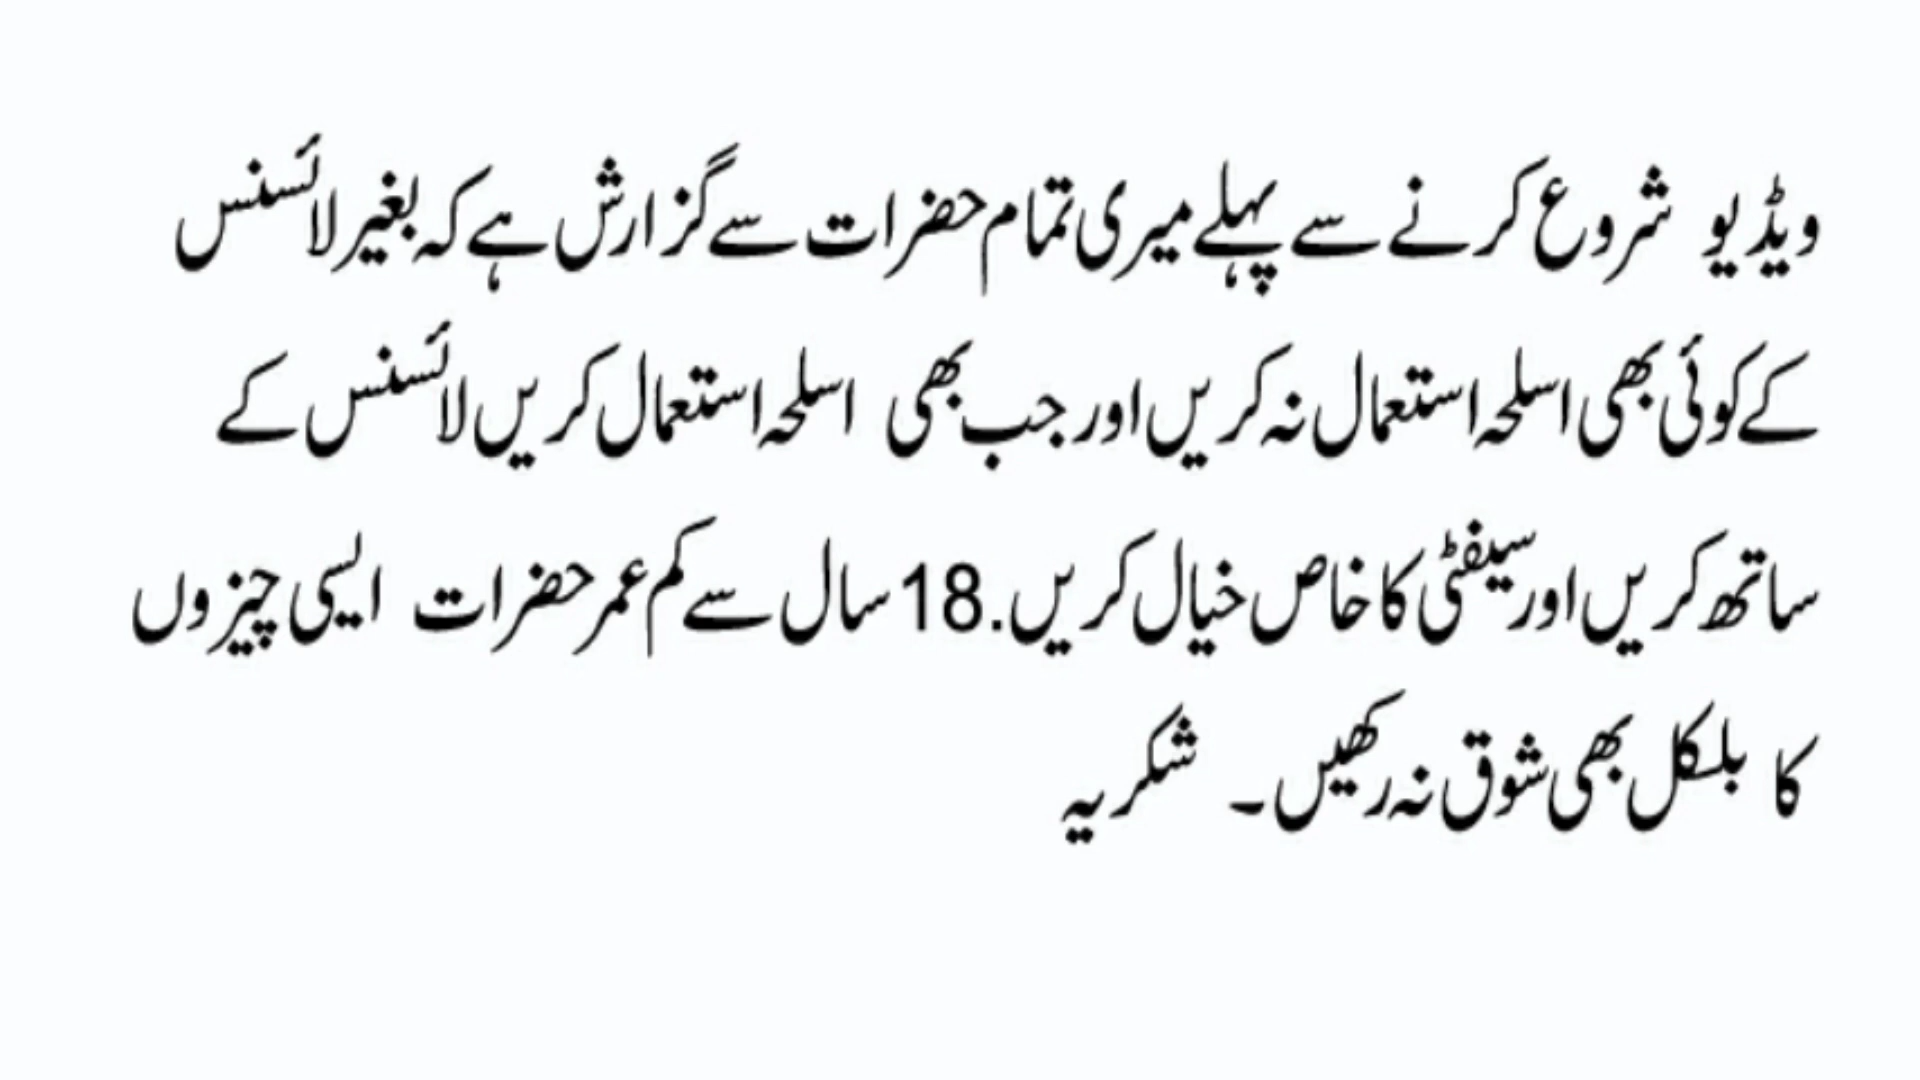 ویڈیو شروع کرنے سے پہلے میری تمام حضرات سے گزارش ہے کہ بغیر لائسنس
کے کوئی بھی اسلحہ استعمال نہ کریں اور جب بھی اسلحہ استعمال کریں لائسنس کے
ساتھ کریں اور سیفٹی کا خاص خیال کریں.18 سال سے کم عمر حضرات ایسی چیزوں
کا بلکل بھی شوق نہ رکھیں۔ شکریہ